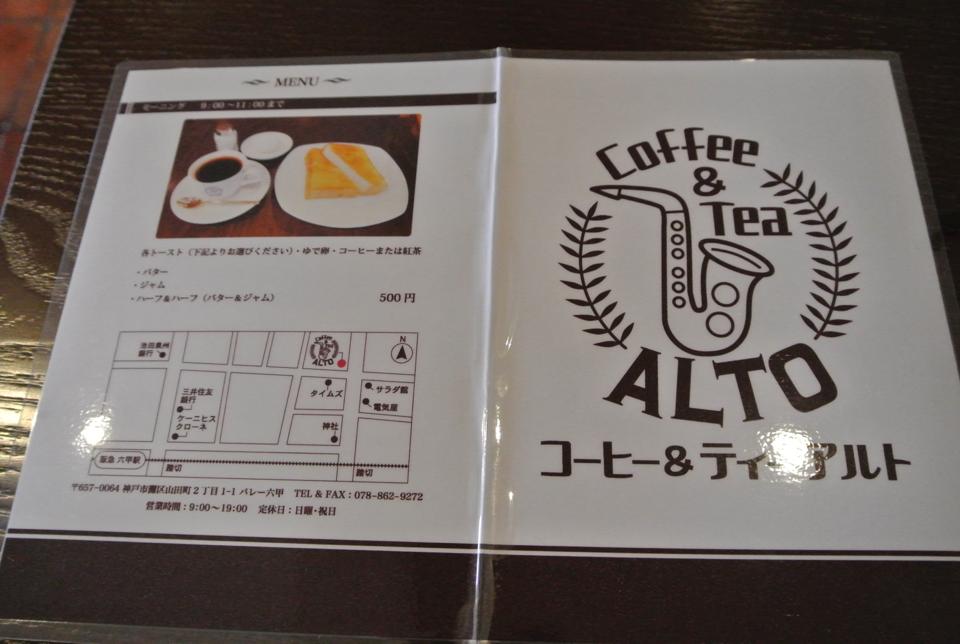 MENU
モーニング 9:00～11:00まで
各トースト（下記よりお選びください）・ゆで卵・コーヒーまたは紅茶
・バター
・ジャム
・ハーフ&ハーフ（バター&ジャム） 500円
池田泉州
銀行
Coffee
&
Tea
ALTO
N
三井住友
銀行
タイムズ
サラダ館
電気屋
ケーニヒス
クローネ
神社
阪急 六甲駅
踏切
踏切
〒657-0064 神戸市灘区山田町2丁目1-1 バレー六甲 TEL & FAX：078-862-9272
営業時間：9:00～19:00 定休日：日曜・祝日
Coffee
&
Tea
ALTO
コーヒー&ティーアルト